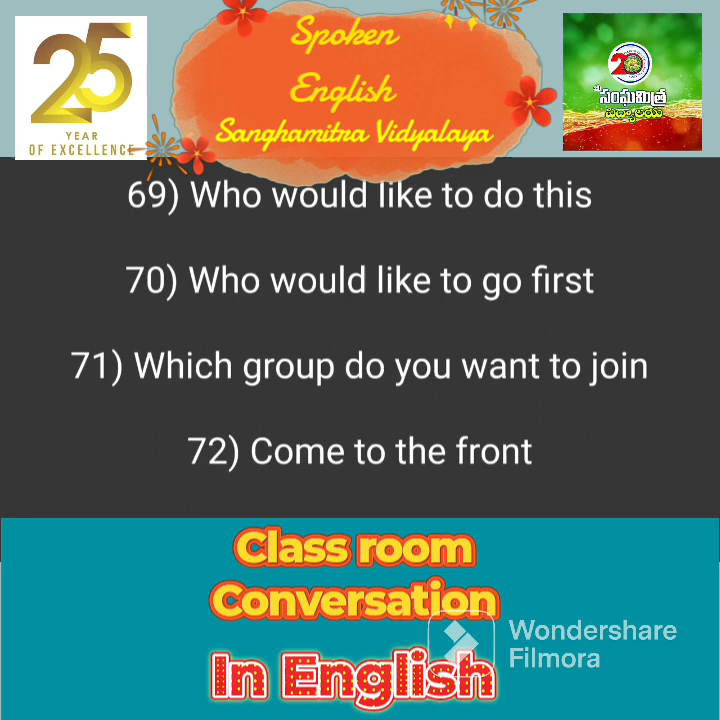 25
YEAR
OF EXCELLENCE
Spoken
English
Sanghamitra Vidyalaya
20
సంఘమిత్ర
విద్యాలయ
69) Who would like to do this
70) Who would like to go first
71) Which group do you want to join
72) Come to the front
Class room
Conversation
In English
Wondershare
Filmora